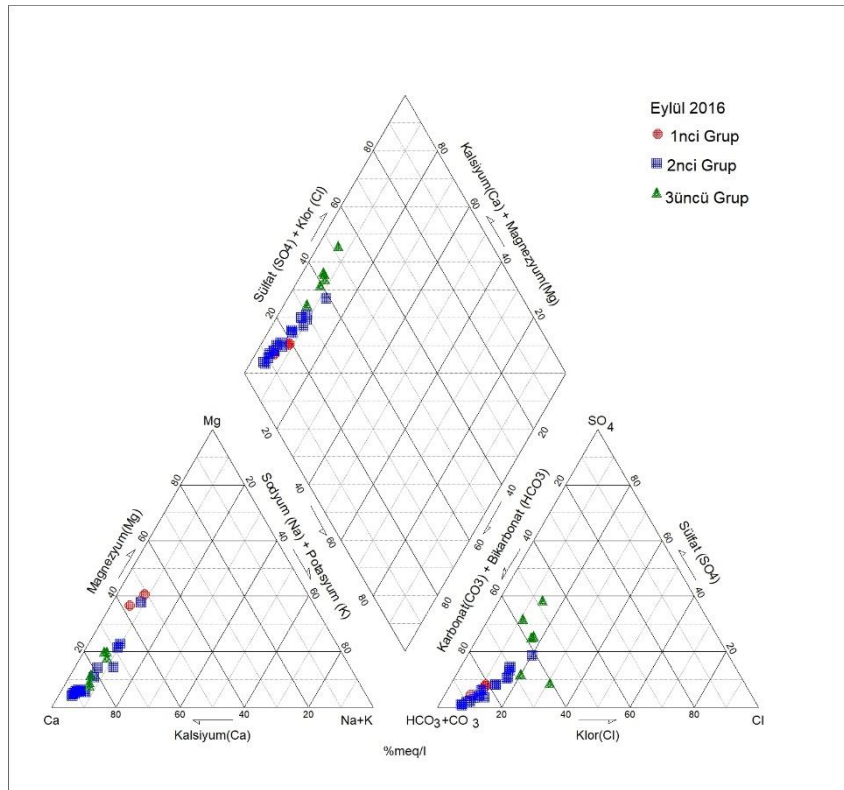 Eylül 2016
1nci Grup
2nci Grup
3üncü Grup
80
80
Sülfat (SO4) + Klor (Cl)
Kalsiyum(Ca) + Magnezyum(Mg)
60
60
40
40
20
20
20
20
40
40
60
60
80
80
Mg
SO4
80
20
80
20
Magnezyum(Mg)
Sodyum (Na) + Potasyum (K)
Karbonat(CO3) + Bikarbonat (HCO3)
Sülfat (SO4)
60
40
60
40
40
60
40
60
20
80
80
20
Ca
80
60
40
20
Na+K
HCO3+CO3
20
40
60
80
Cl
Kalsiyum(Ca)
Klor(Cl)
%meq/l